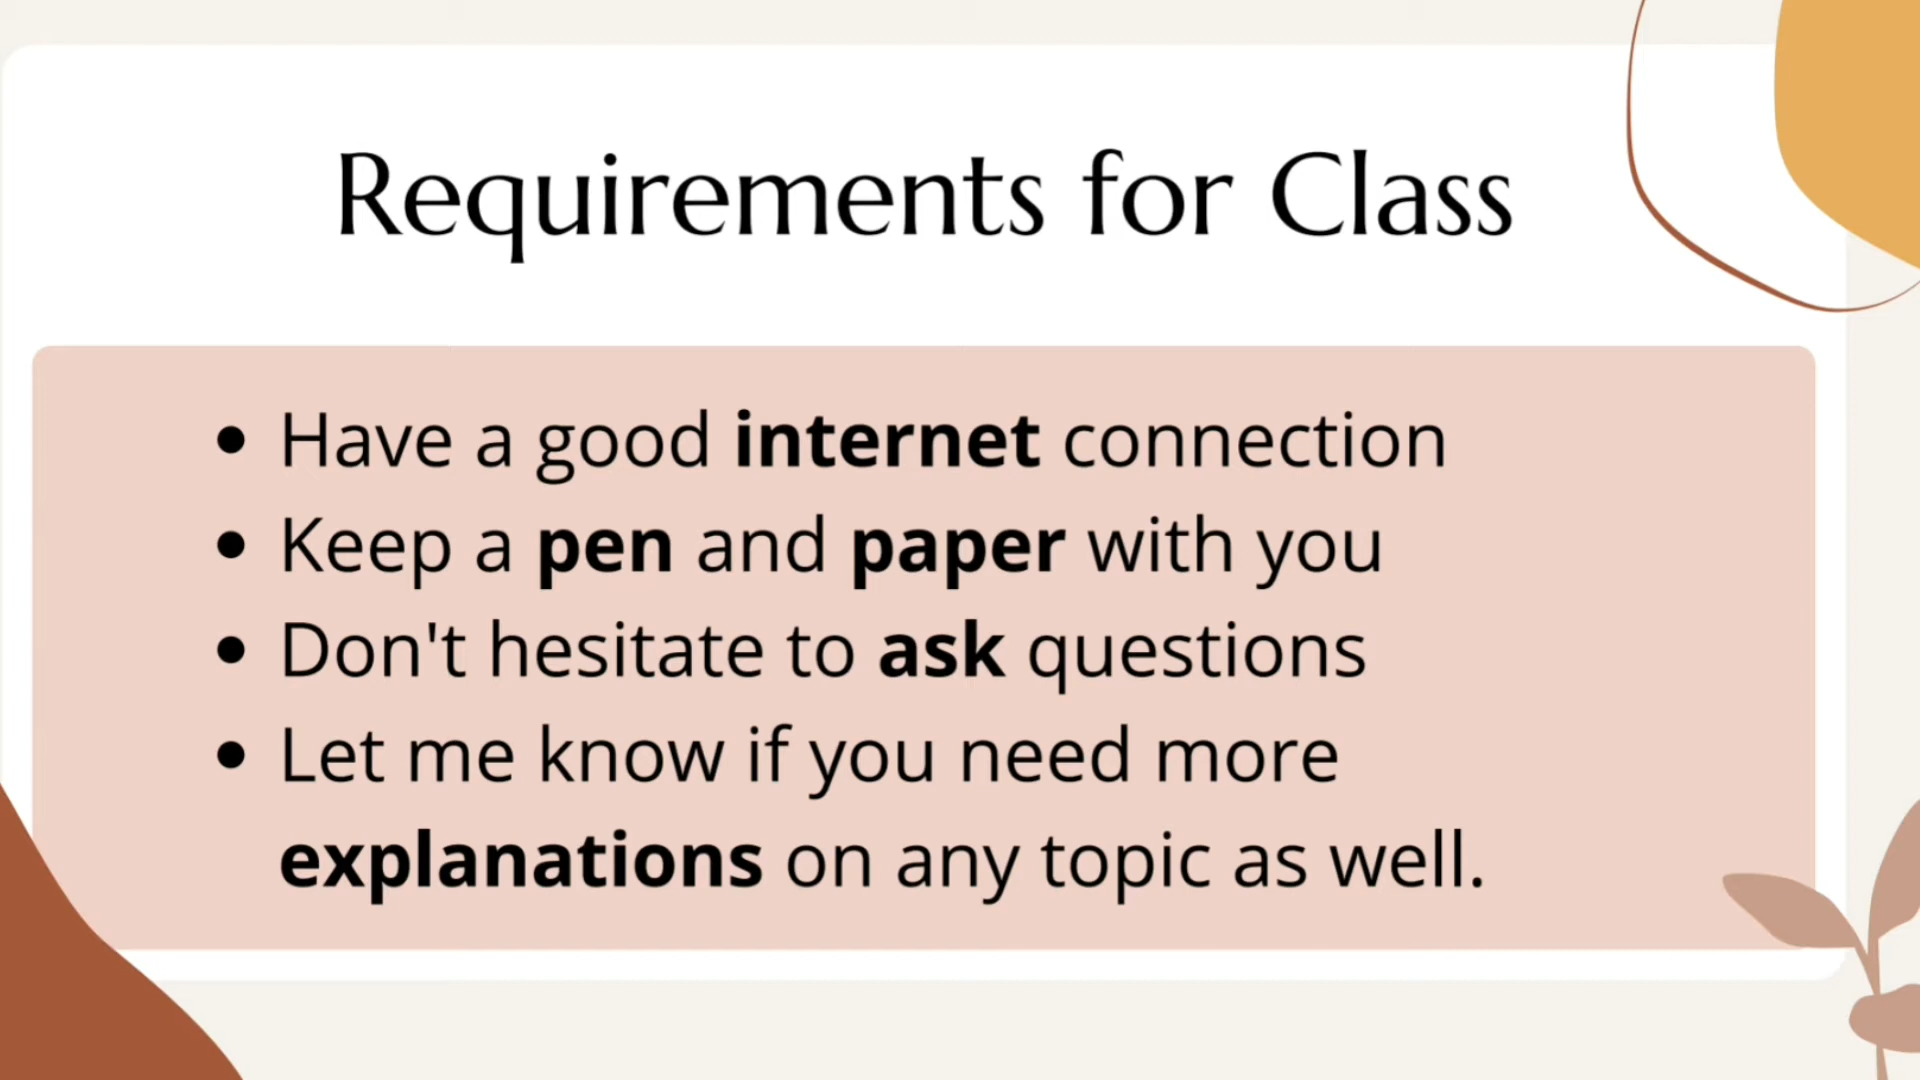 Requirements for Class
• Have a good internet connection
• Keep a pen and paper with you
• Don't hesitate to ask questions
• Let me know if you need more
explanations on any topic as well.